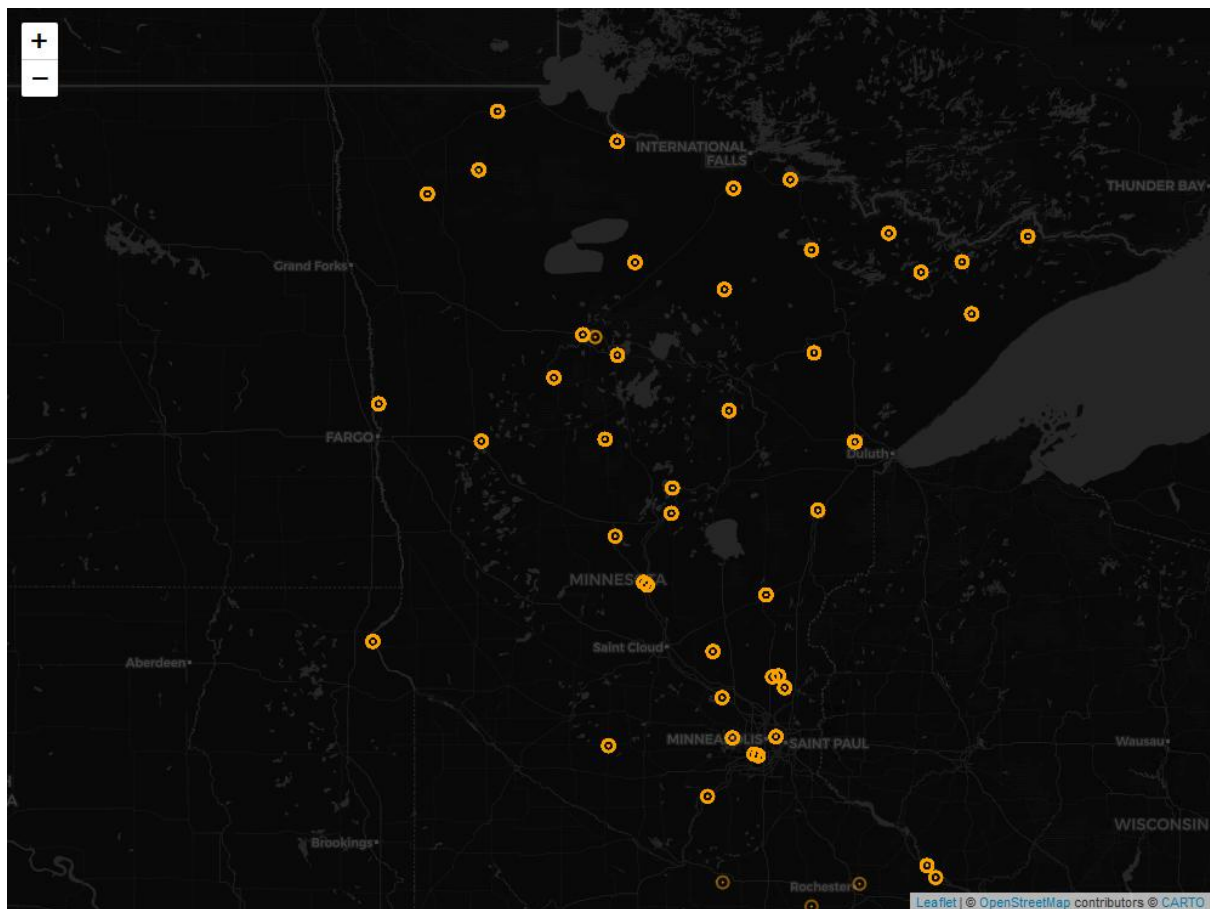 +
−
INTERNATIONAL
FALLS
THUNDER BAY
Grand Forks
FARGO
Duluth
MINNESOTA
Saint Cloud
Aberdeen
MINNEAPOLIS
SAINT PAUL
Wausau
WISCONSIN
Brookings
Rochester
Leaflet | © OpenStreetMap contributors © CARTO